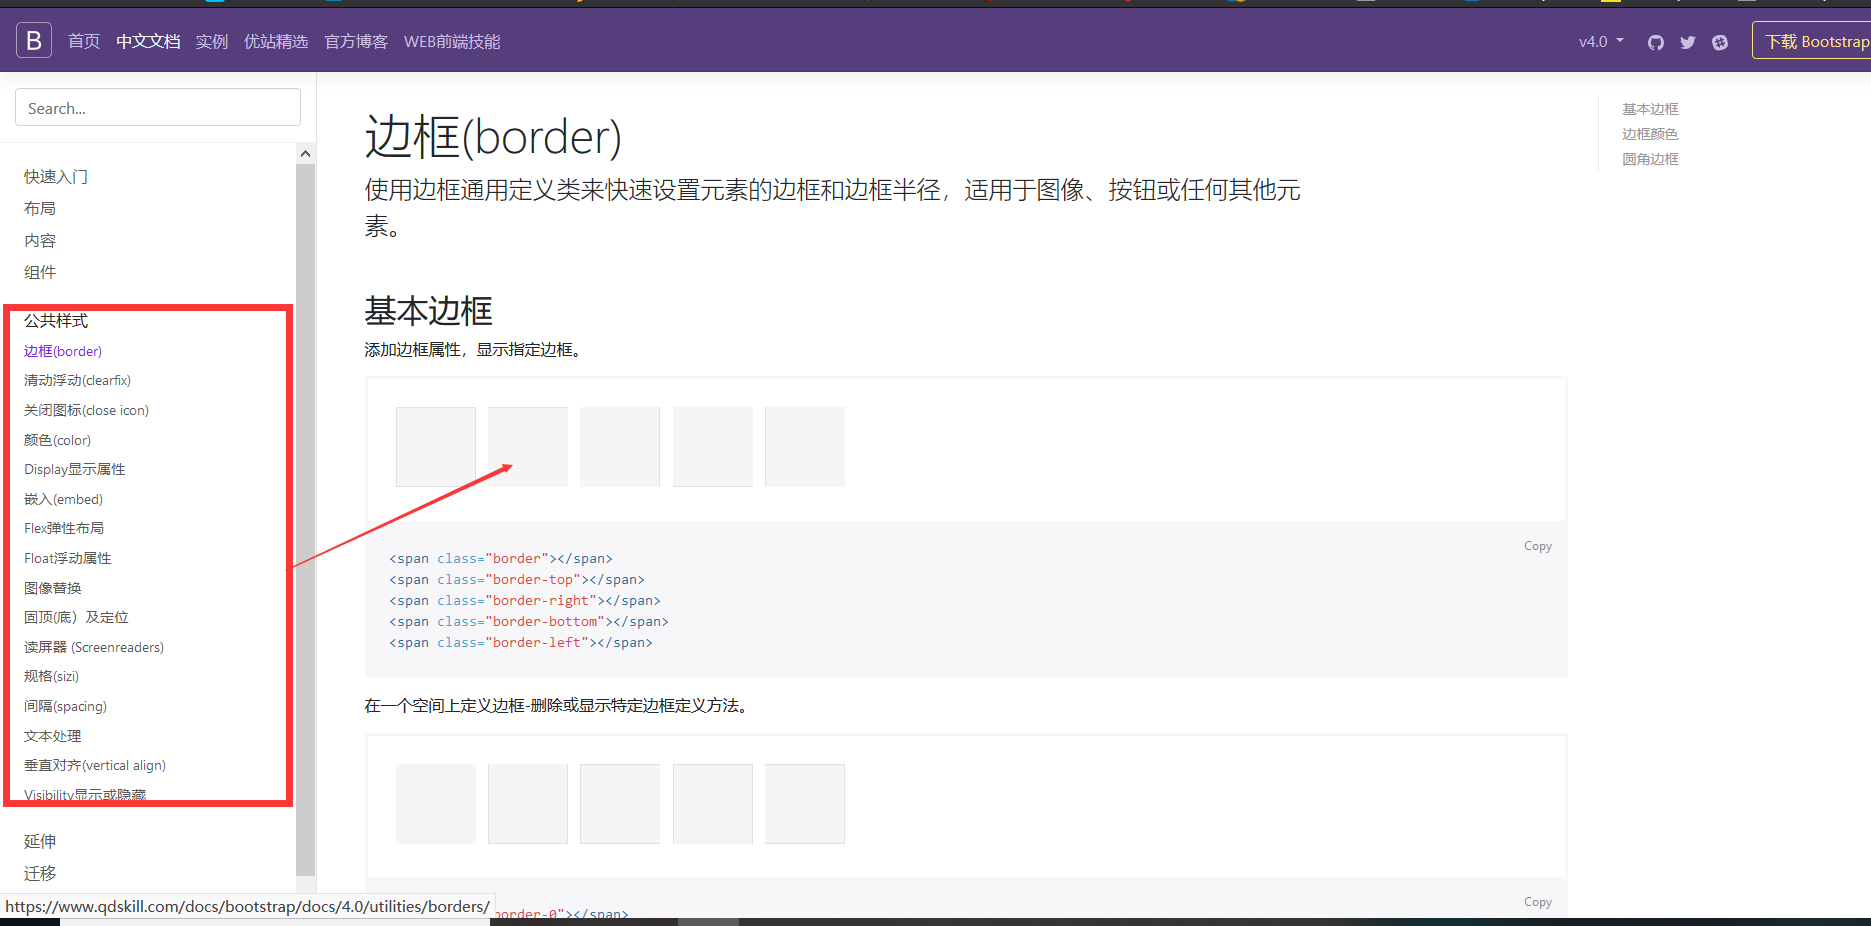 B 首页 中文文档 实例 优站精选 官方博客 WEB前端技能 v4.0 下载 Bootstrap
Search...
快速入门
布局
内容
组件
公共样式
边框(border)
清动浮动(clearfix)
关闭图标(close icon)
颜色(color)
Display显示属性
嵌入(embed)
Flex弹性布局
Float浮动属性
图像替换
固顶(底）及定位
读屏器 (Screenreaders)
规格(sizi)
间隔(spacing)
文本处理
垂直对齐(vertical align)
Visibility显示或隐藏
延伸
迁移
https://www.qdskill.com/docs/bootstrap/docs/4.0/utilities/borders/
边框(border)
使用边框通用定义类来快速设置元素的边框和边框半径，适用于图像、按钮或任何其他元
素。
基本边框
添加边框属性，显示指定边框。
Copy
<span class="border"></span>
<span class="border-top"></span>
<span class="border-right"></span>
<span class="border-bottom"></span>
<span class="border-left"></span>
在一个空间上定义边框-删除或显示特定边框定义方法。
Copy
border-0"></span>
基本边框
边框颜色
圆角边框